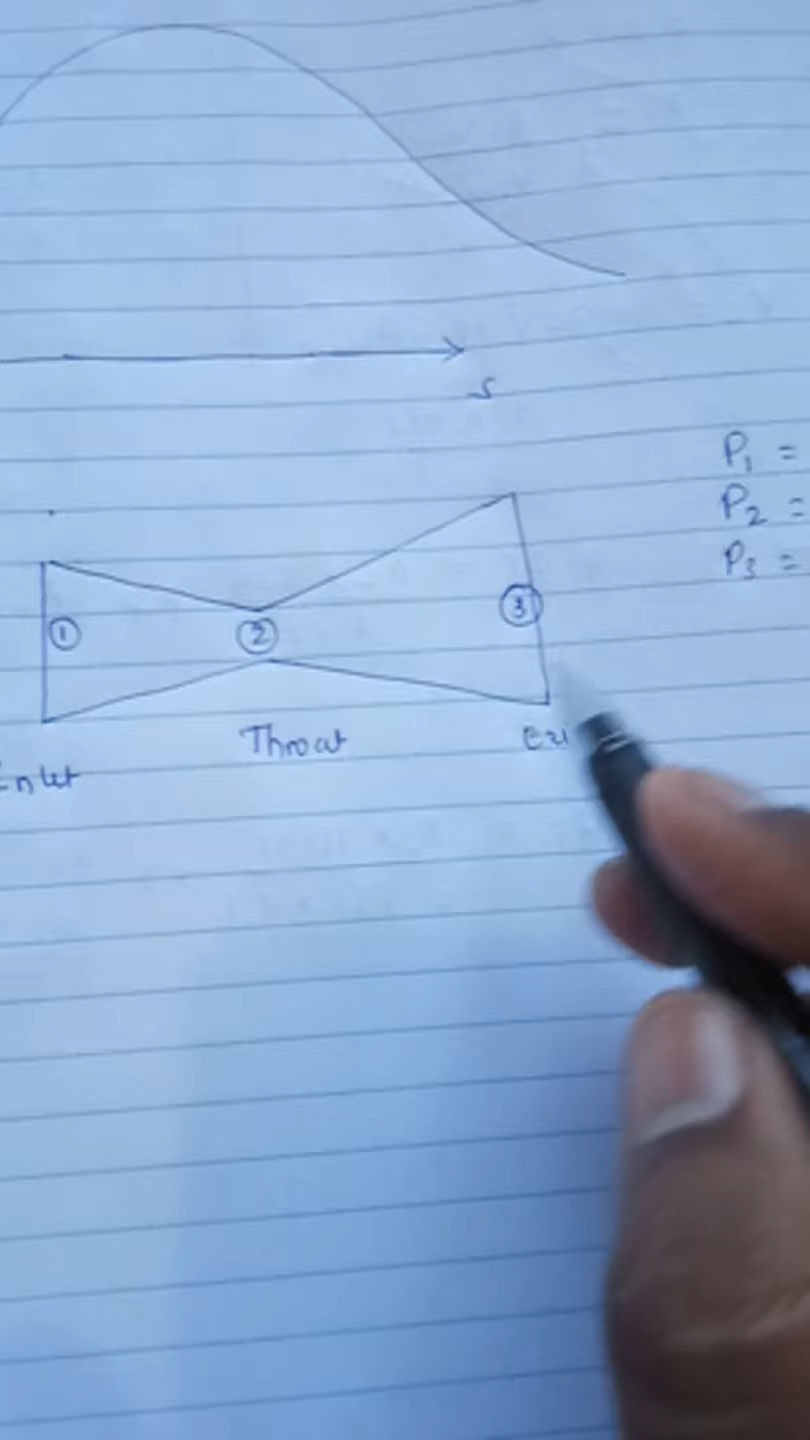 s
P₁ =
P₂ =
P₃ =
① ② ③
Throat